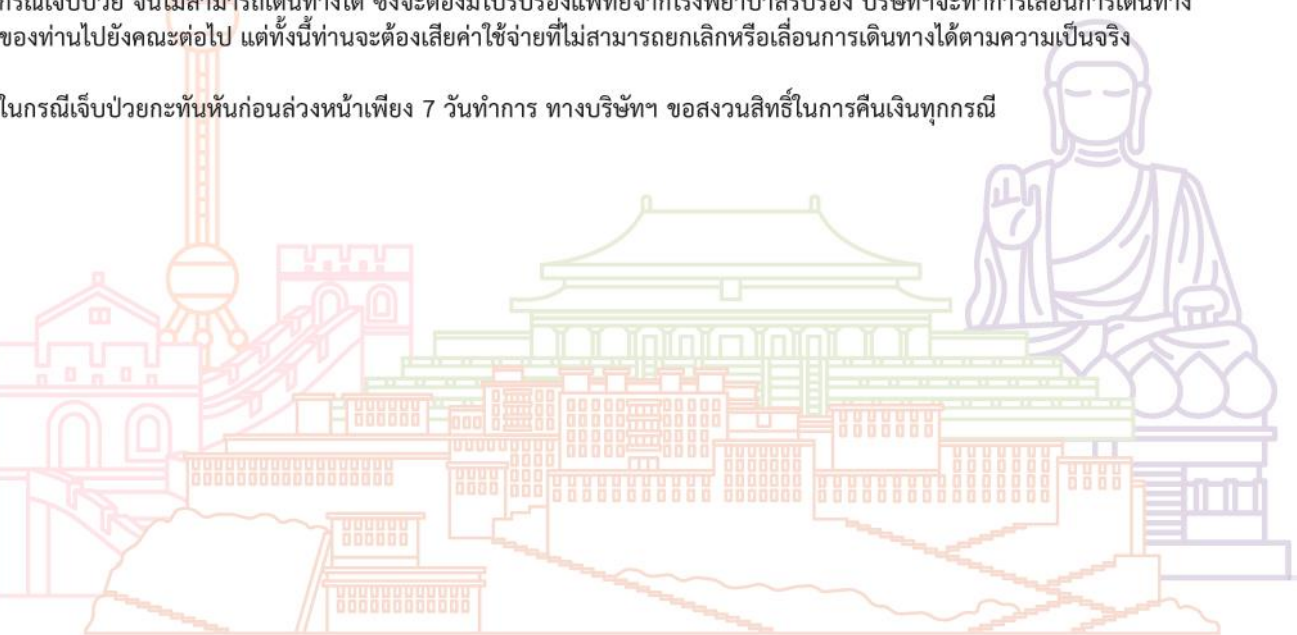 กรณีเจ็บป่วย จนไม่สามารถเดินทางได้ ซึ่งจะต้องมีใบรับรองแพทย์จากโรงพยาบาลรับรอง บริษัทฯจะทำการเลื่อนการเดินทาง
ของท่านไปยังคณะต่อไป แต่ทั้งนี้ท่านจะต้องเสียค่าใช้จ่ายที่ไม่สามารถยกเลิกหรือเลื่อนการเดินทางได้ตามความเป็นจริง
ในกรณีเจ็บป่วยกะทันหันก่อนล่วงหน้าเพียง 7 วันทำการ ทางบริษัทฯ ขอสงวนสิทธิ์ในการคืนเงินทุกกรณี